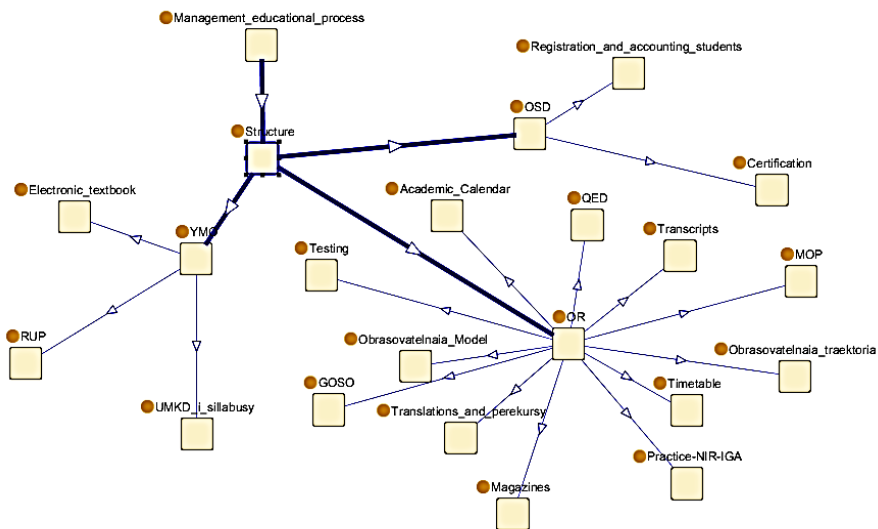 Management_educational_process
Registration_and_accounting_students
OSD
Structure
Certification
Electronic_textbook
Academic_Calendar
QED
YMO
Testing
Transcripts
MOP
OR
RUP
Obrasovatelnaia_Model
Obrasovatelnaia_traektoria
GOSO
Timetable
UMKD_i_sillabusy
Translations_and_perekursy
Practice-NIR-IGA
Magazines